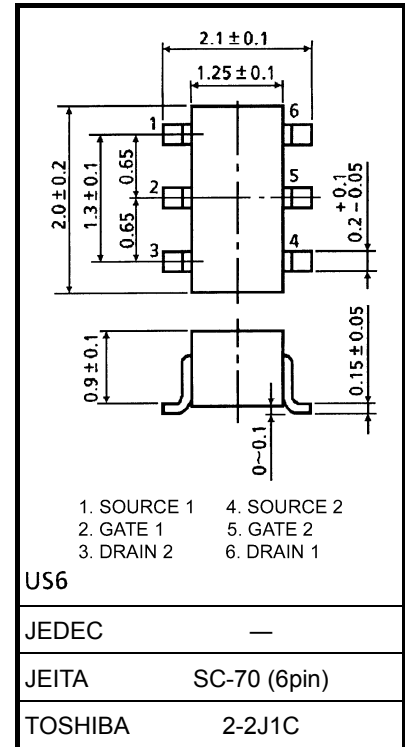 2.1±0.1
1.25±0.1
1
6
2.0±0.2
1.3±0.1
0.65
2
5
+0.1
0.2-0.05
0.65
3
4
0.9±0.1
0.15±0.05
0~0.1
1. SOURCE 1 4. SOURCE 2
2. GATE 1 5. GATE 2
3. DRAIN 2 6. DRAIN 1
US6
JEDEC —
JEITA SC-70 (6pin)
TOSHIBA 2-2J1C